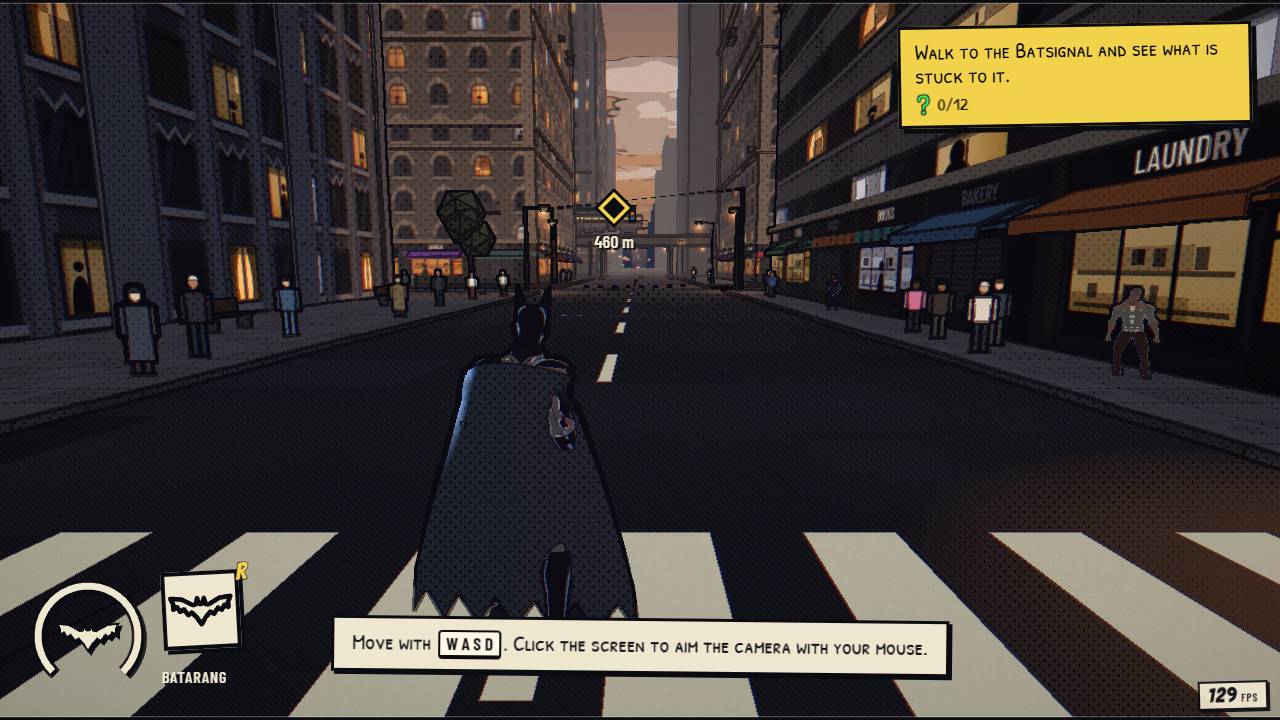 Walk to the Batsignal and see what is
stuck to it.
? 0/12
LAUNDRY
BAKERY
460 m
R
BATARANG
Move with WASD. Click the screen to aim the camera with your mouse.
129 FPS